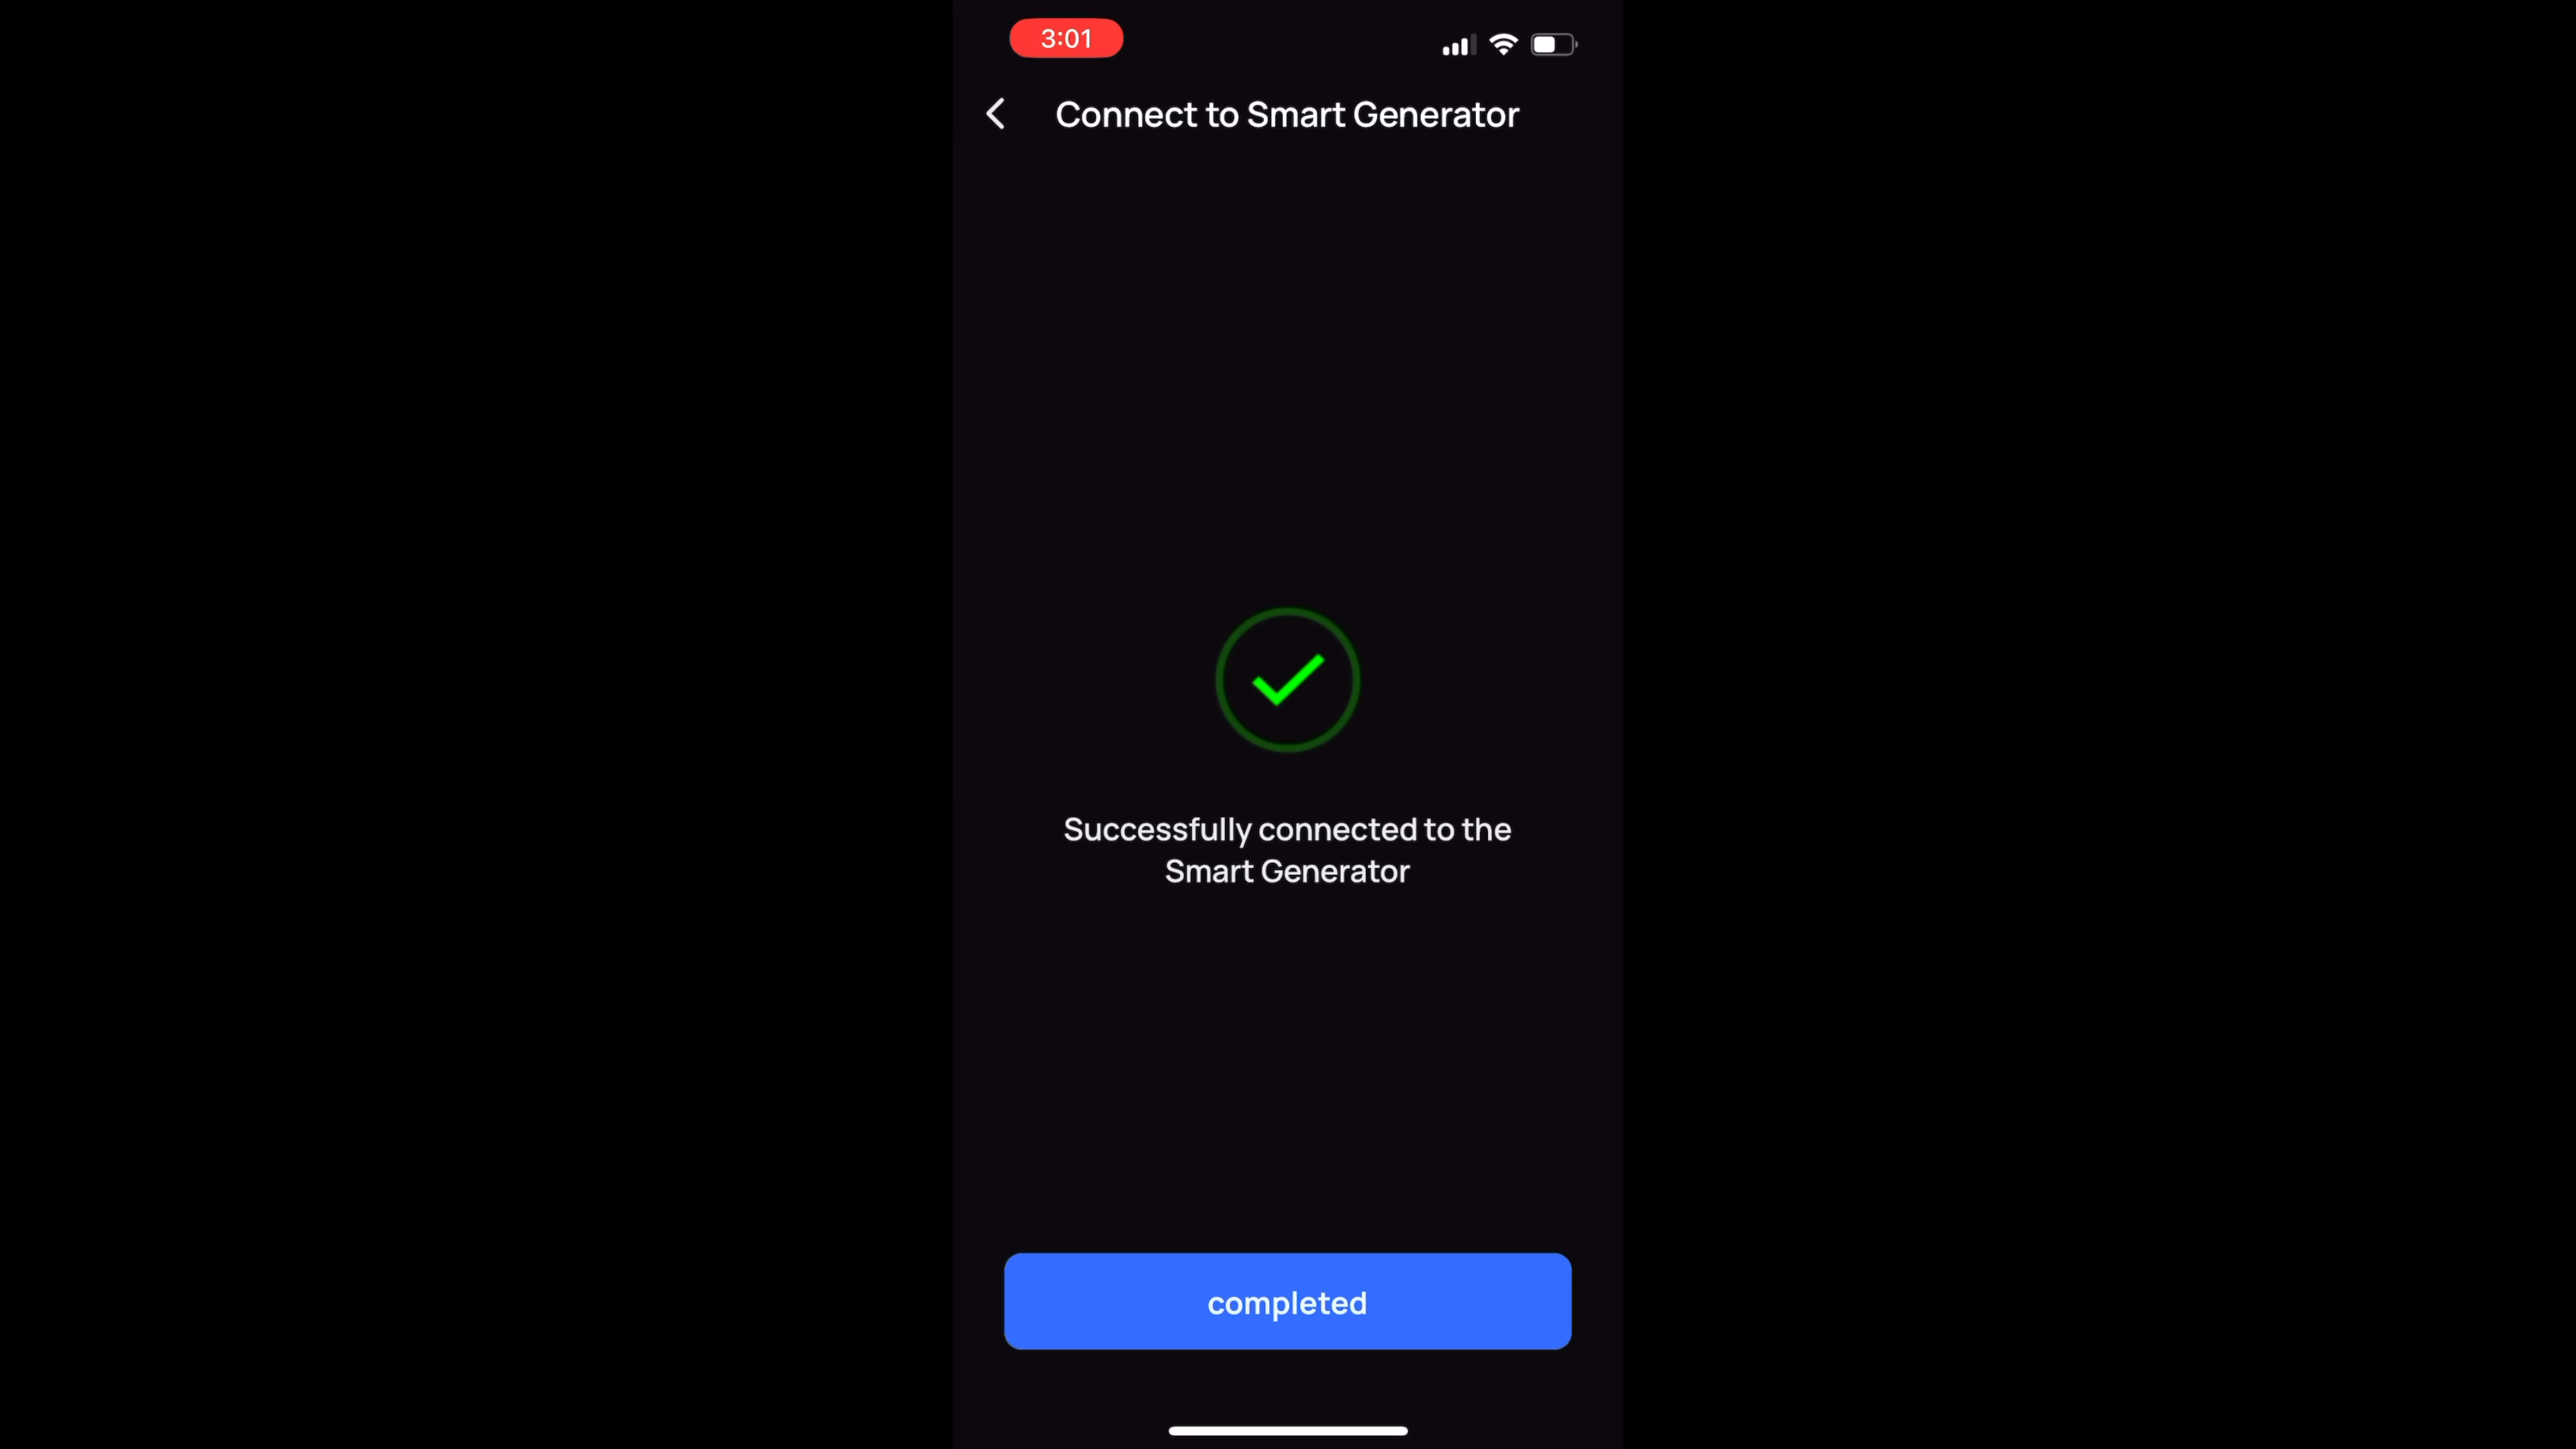 3:01
Connect to Smart Generator
Successfully connected to the
Smart Generator
completed